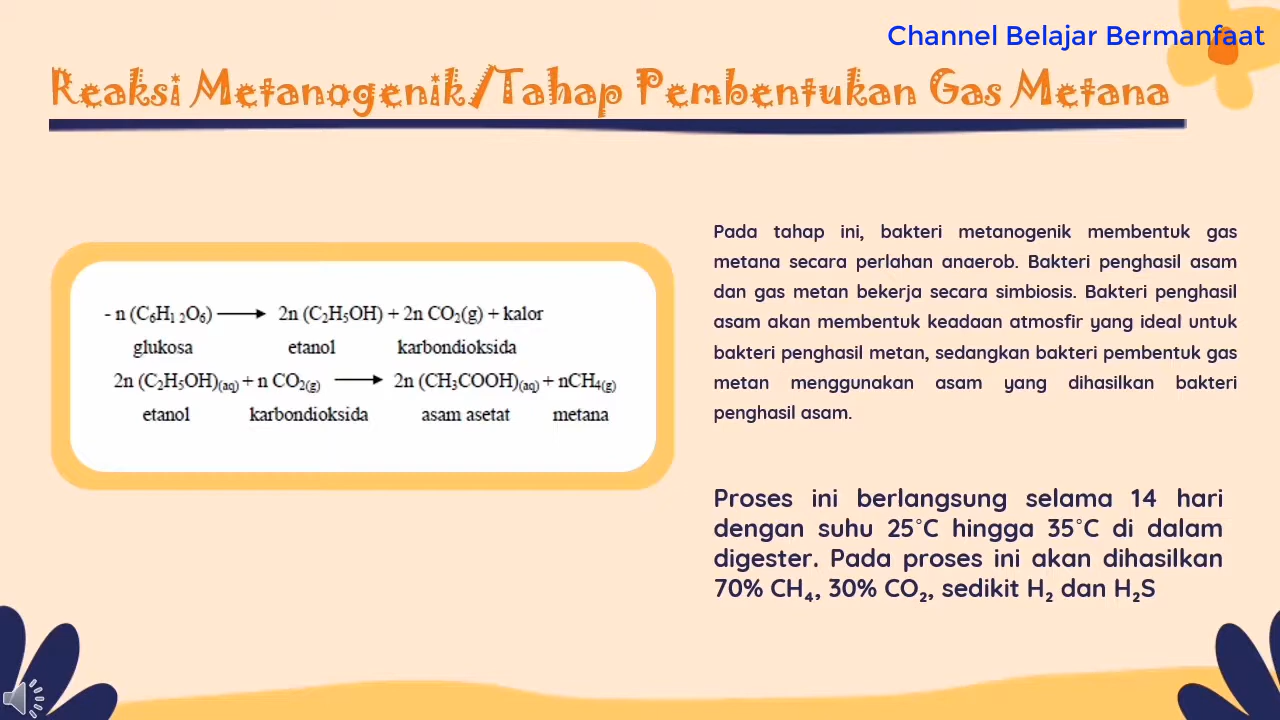 Channel Belajar Bermanfaat
Reaksi Metanogenik/Tahap Pembentukan Gas Metana
- n (C₆H₁ ₂O₆) ⟶ 2n (C₂H₅OH) + 2n CO₂(g) + kalor
glukosa etanol karbondioksida
2n (C₂H₅OH)(aq) + n CO₂(g) ⟶ 2n (CH₃COOH)(aq) + nCH₄(g)
etanol karbondioksida asam asetat metana
Pada tahap ini, bakteri metanogenik membentuk gas
metana secara perlahan anaerob. Bakteri penghasil asam
dan gas metan bekerja secara simbiosis. Bakteri penghasil
asam akan membentuk keadaan atmosfir yang ideal untuk
bakteri penghasil metan, sedangkan bakteri pembentuk gas
metan menggunakan asam yang dihasilkan bakteri
penghasil asam.
Proses ini berlangsung selama 14 hari
dengan suhu 25°C hingga 35°C di dalam
digester. Pada proses ini akan dihasilkan
70% CH₄, 30% CO₂, sedikit H₂ dan H₂S